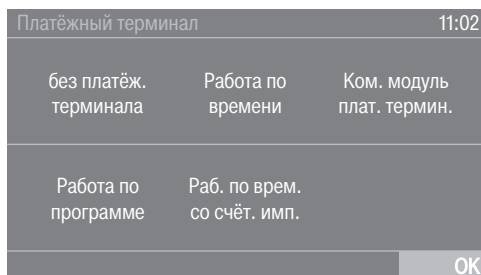 Платёжный терминал 11:02
без платёж. терминала
Работа по времени
Ком. модуль плат. термин.
Работа по программе
Раб. по врем. со счёт. имп.
OK